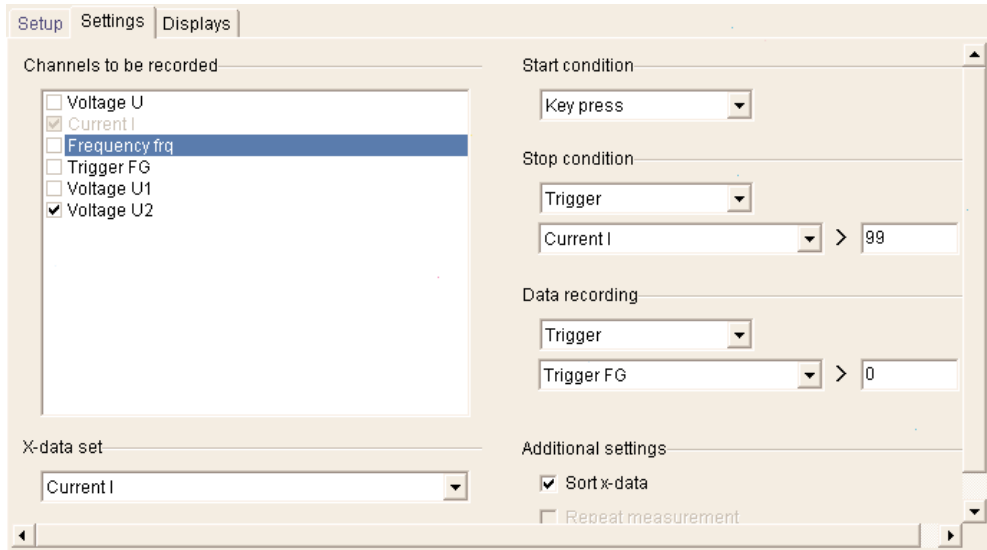 Setup Settings Displays
Channels to be recorded
Voltage U
Current I
Frequency frq
Trigger FG
Voltage U1
Voltage U2
X-data set
Current I
Start condition
Key press
Stop condition
Trigger
Current I > 99
Data recording
Trigger
Trigger FG > 0
Additional settings
Sort x-data
Repeat measurement